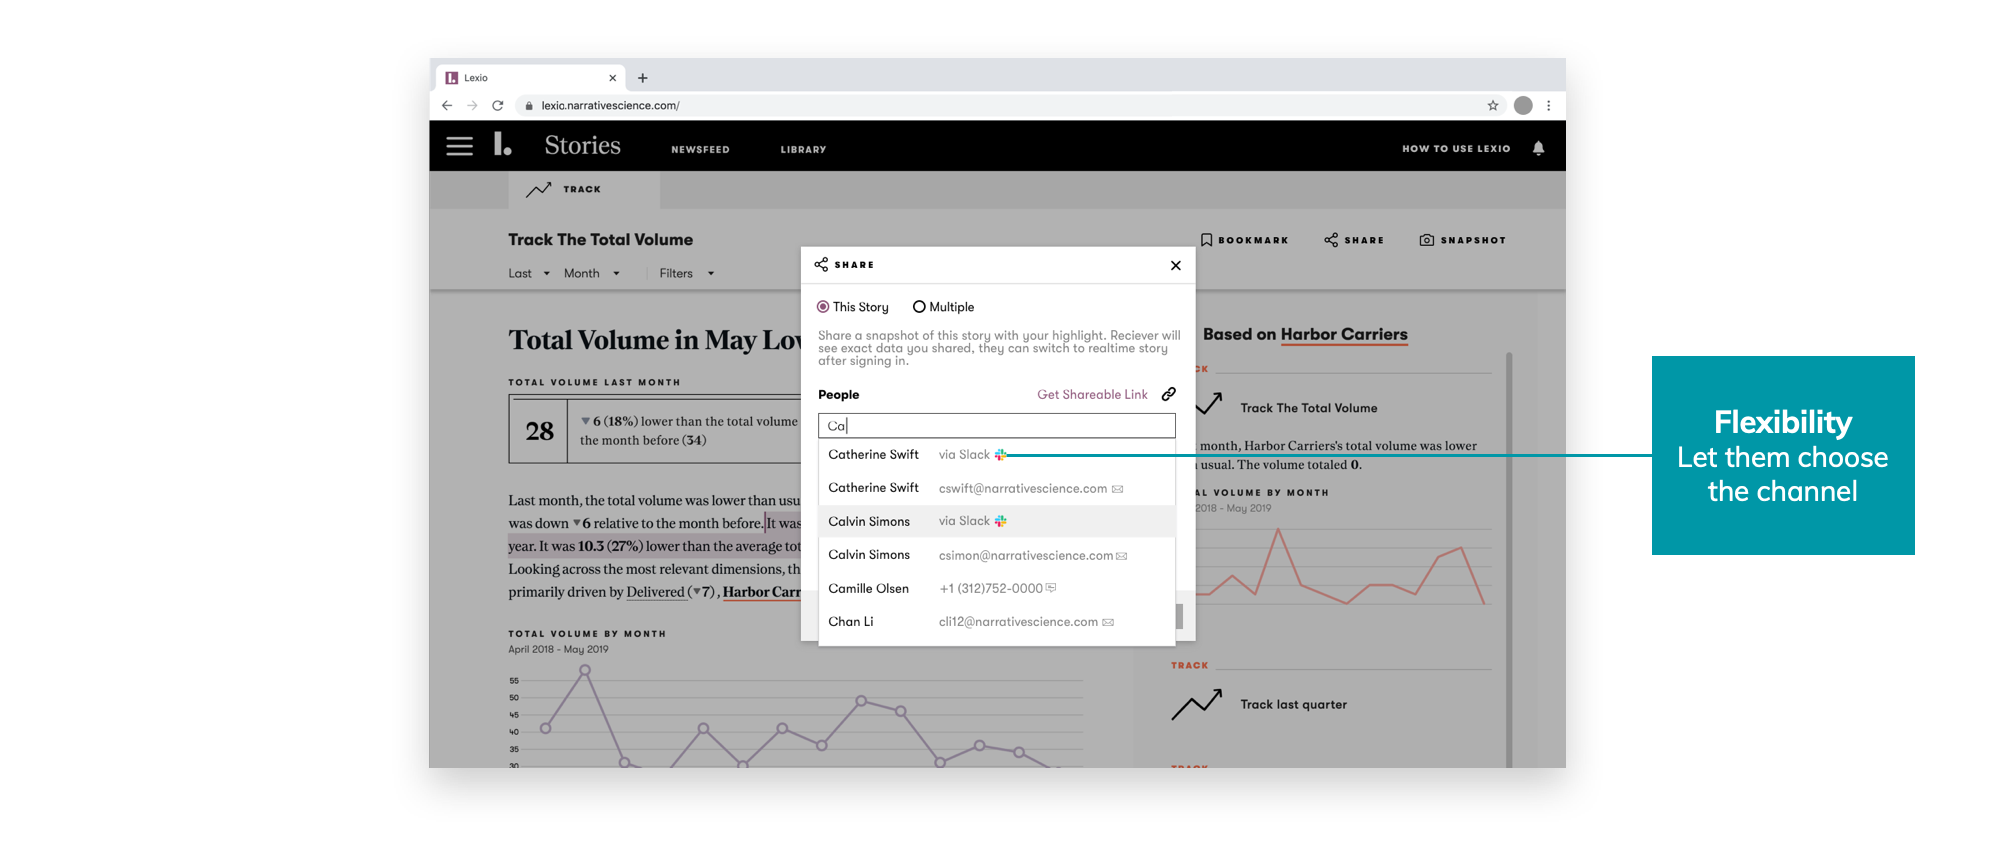 Lexio
lexio.narrativescience.com/
Stories
NEWSFEED
LIBRARY
HOW TO USE LEXIO
TRACK
Track The Total Volume
Last
Month
Filters
BOOKMARK
SHARE
SNAPSHOT
Total Volume in May Lov
TOTAL VOLUME LAST MONTH
28
▼6 (18%) lower than the total volume
the month before (34)
Last month, the total volume was lower than usu
was down ▼6 relative to the month before. It was
year. It was 10.3 (27%) lower than the average tot
Looking across the most relevant dimensions, th
primarily driven by Delivered (▼7), Harbor Carr
TOTAL VOLUME BY MONTH
April 2018 - May 2019
55
50
45
40
35
30
SHARE
This Story
Multiple
Share a snapshot of this story with your highlight. Reciever will
see exact data you shared, they can switch to realtime story
after signing in.
People
Get Shareable Link
Ca
Catherine Swift via Slack
Catherine Swift cswift@narrativescience.com
Calvin Simons via Slack
Calvin Simons csimon@narrativescience.com
Camille Olsen +1 (312)752-0000
Chan Li cli12@narrativescience.com
Based on Harbor Carriers
CK
Track The Total Volume
month, Harbor Carriers's total volume was lower
usual. The volume totaled 0.
AL VOLUME BY MONTH
2018 - May 2019
TRACK
Track last quarter
TRACK
Flexibility
Let them choose
the channel